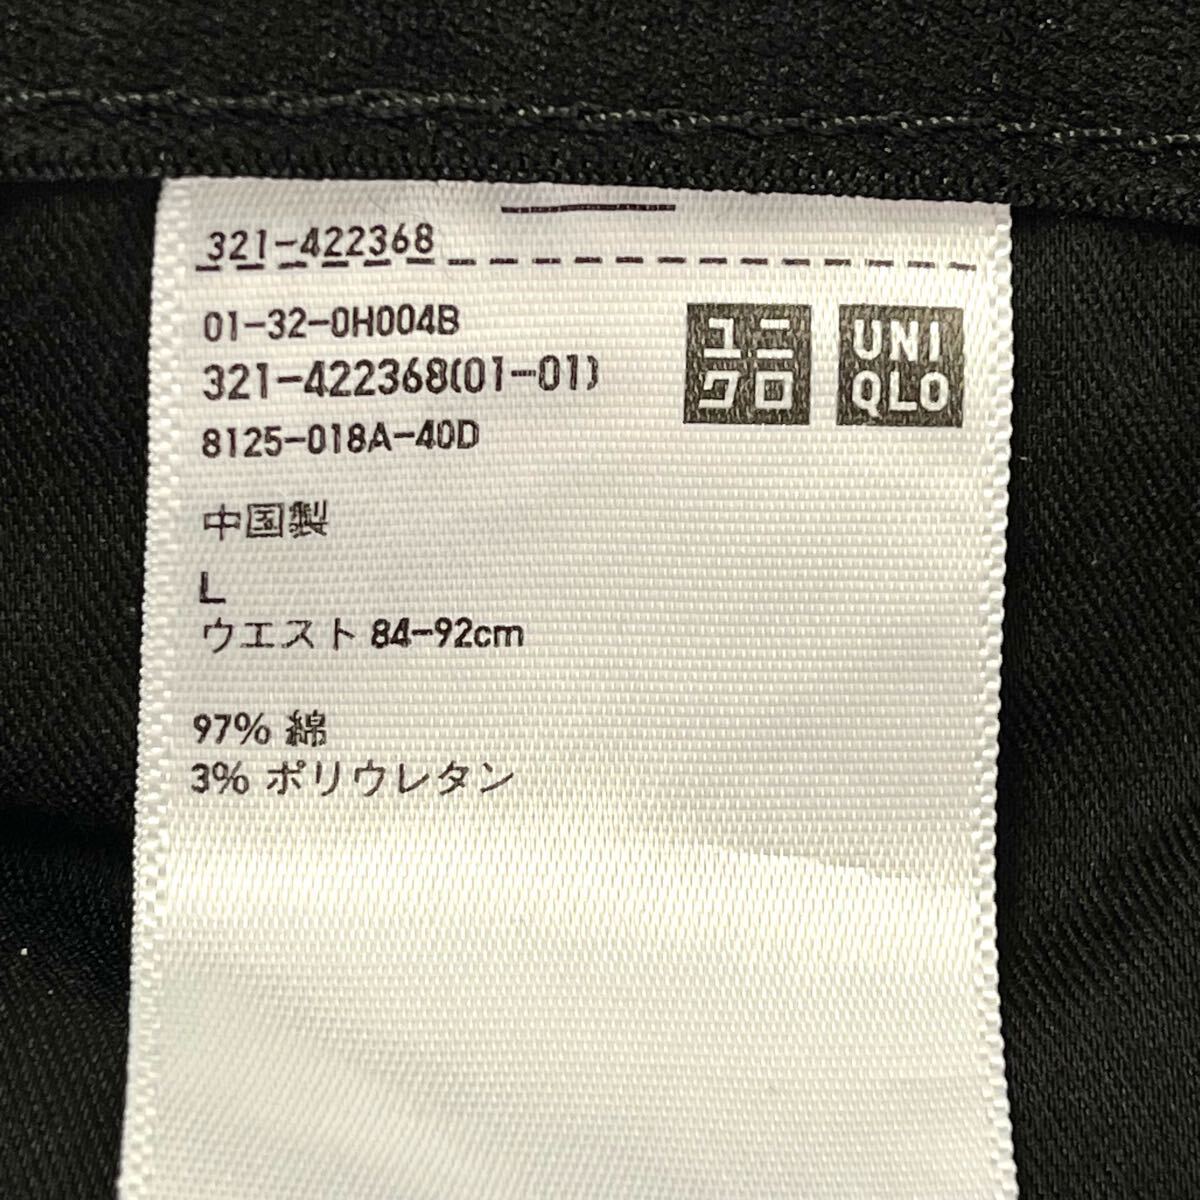 321-422368
01-32-0H004B
321-422368(01-01)
8125-018A-40D
ユニ
クロ
UNI
QLO
中国製
L
ウエスト 84-92cm
97% 綿
3% ポリウレタン